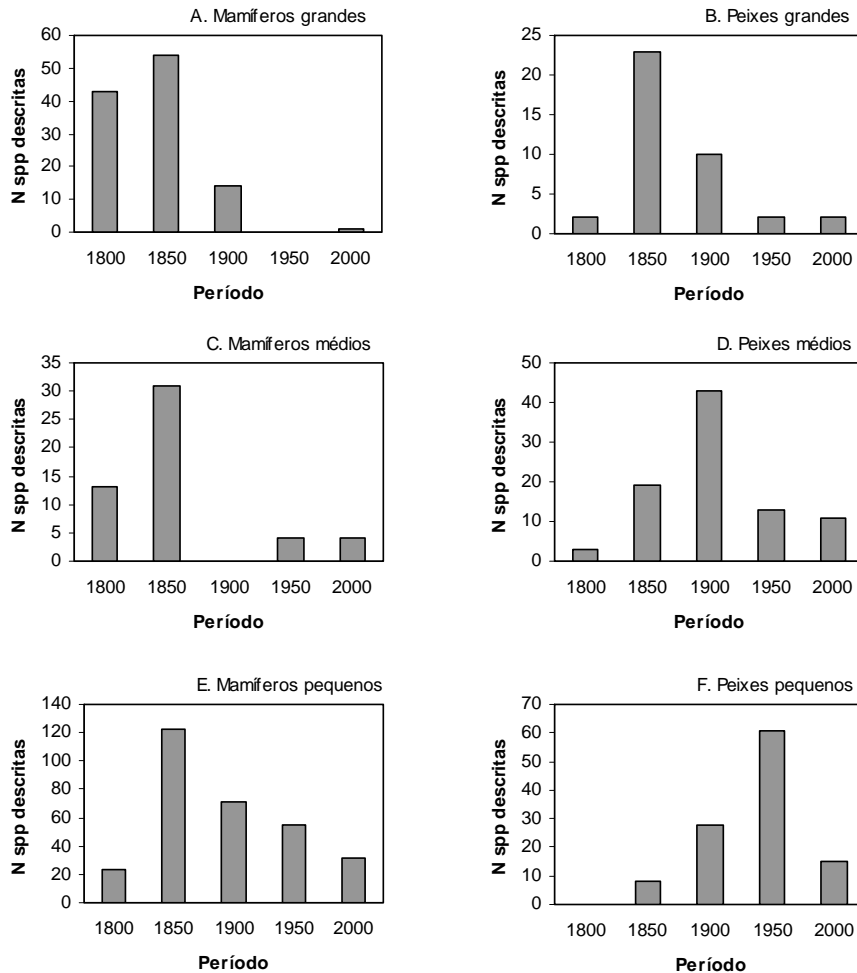 A. Mamíferos grandes
N spp descritas
60
50
40
30
20
10
0
1800 1850 1900 1950 2000
Período
B. Peixes grandes
N spp descritas
25
20
15
10
5
0
1800 1850 1900 1950 2000
Período
C. Mamíferos médios
N spp descritas
35
30
25
20
15
10
5
0
1800 1850 1900 1950 2000
Período
D. Peixes médios
N spp descritas
50
40
30
20
10
0
1800 1850 1900 1950 2000
Período
E. Mamíferos pequenos
N spp descritas
140
120
100
80
60
40
20
0
1800 1850 1900 1950 2000
Período
F. Peixes pequenos
N spp descritas
70
60
50
40
30
20
10
0
1800 1850 1900 1950 2000
Período